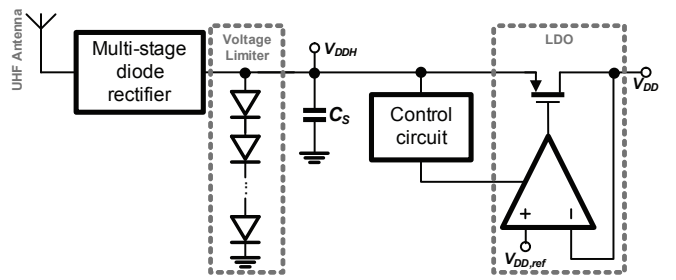 UHF Antenna
Multi-stage
diode
rectifier
Voltage
Limiter
V_DDH
C_S
Control
circuit
LDO
V_DD
+
−
V_DD,ref